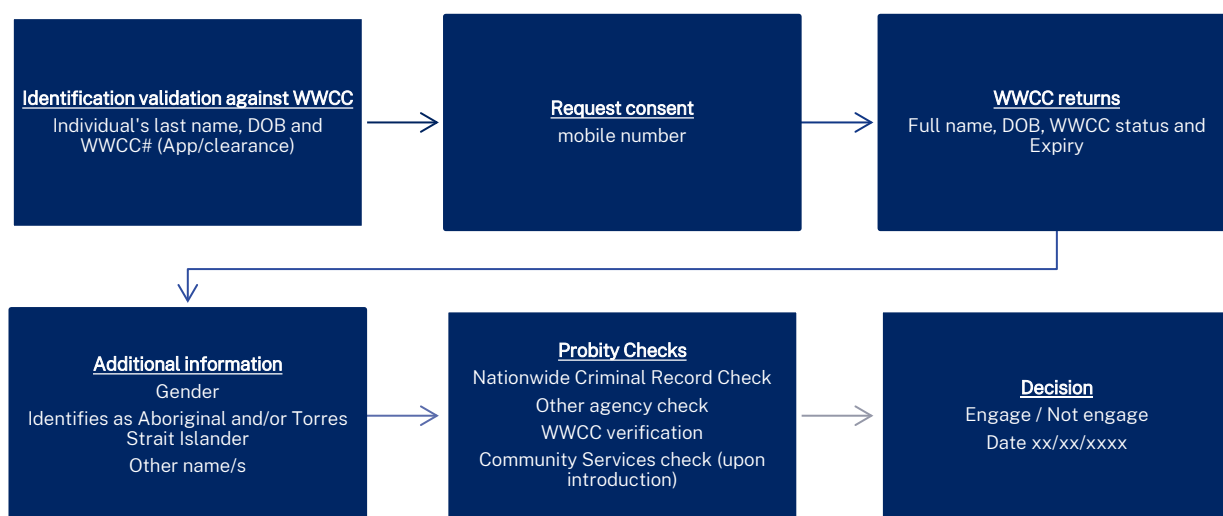 Identification validation against WWCC
Individual's last name, DOB and
WWCC# (App/clearance)
Request consent
mobile number
WWCC returns
Full name, DOB, WWCC status and
Expiry
Additional information
Gender
Identifies as Aboriginal and/or Torres
Strait Islander
Other name/s
Probity Checks
Nationwide Criminal Record Check
Other agency check
WWCC verification
Community Services check (upon
introduction)
Decision
Engage / Not engage
Date xx/xx/xxxx